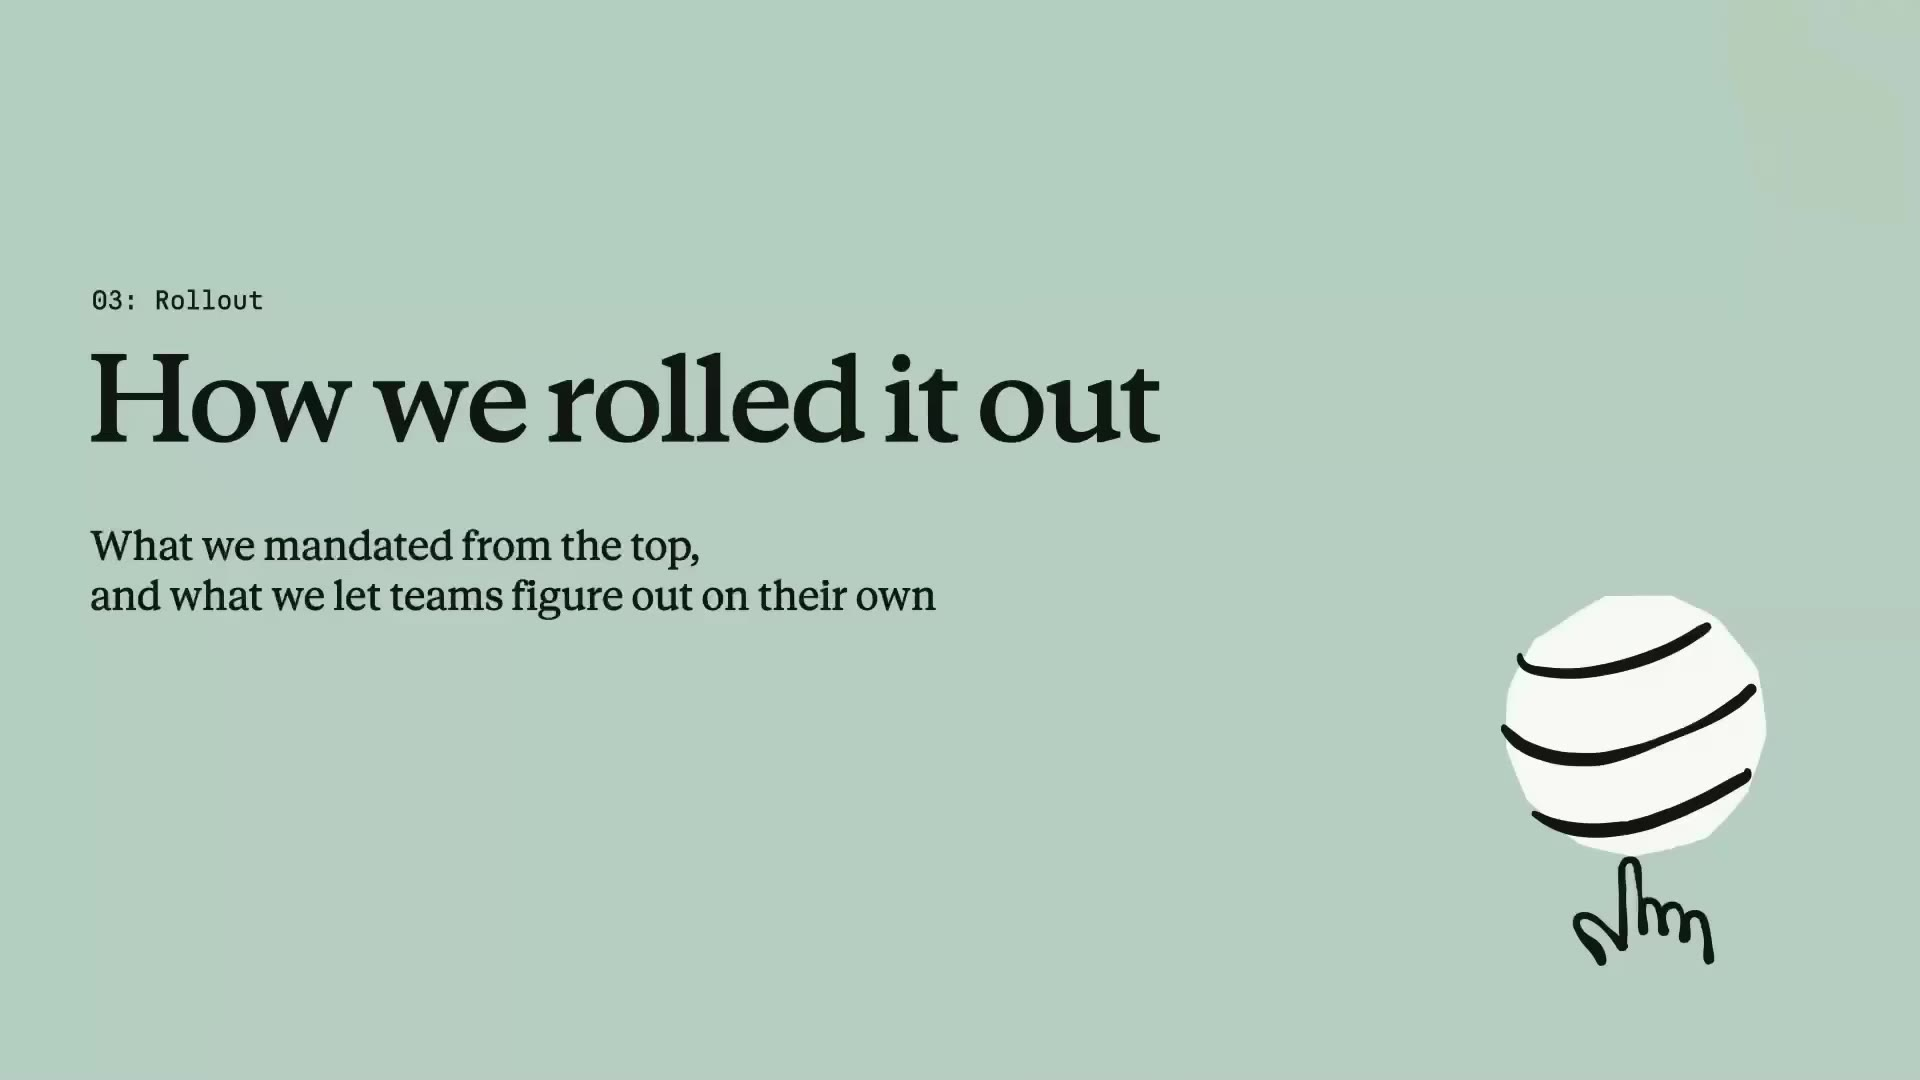 03: Rollout
How we rolled it out
What we mandated from the top,
and what we let teams figure out on their own